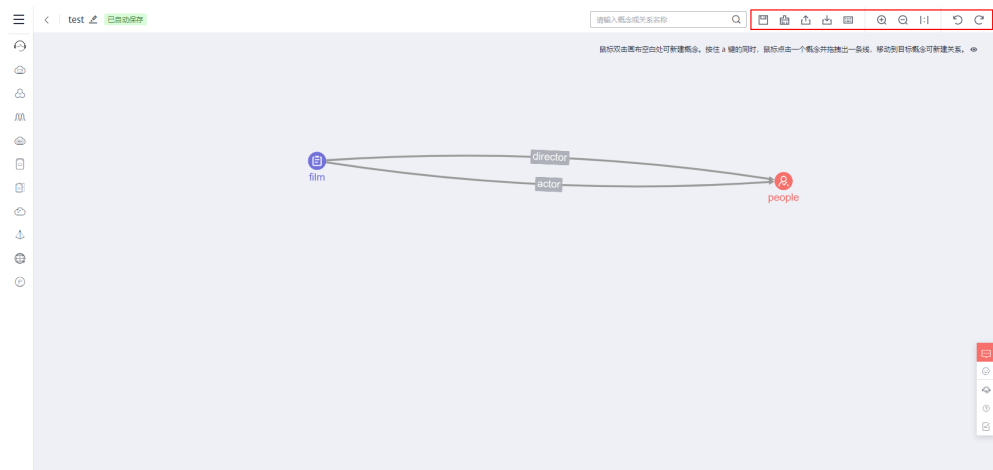 test 已自动保存 请输入概念或关系名称
鼠标双击画布空白处可新建概念。按住 a 键的同时，鼠标点击一个概念并拖拽出一条线，移动到目标概念可新建关系。
director
film
actor
people